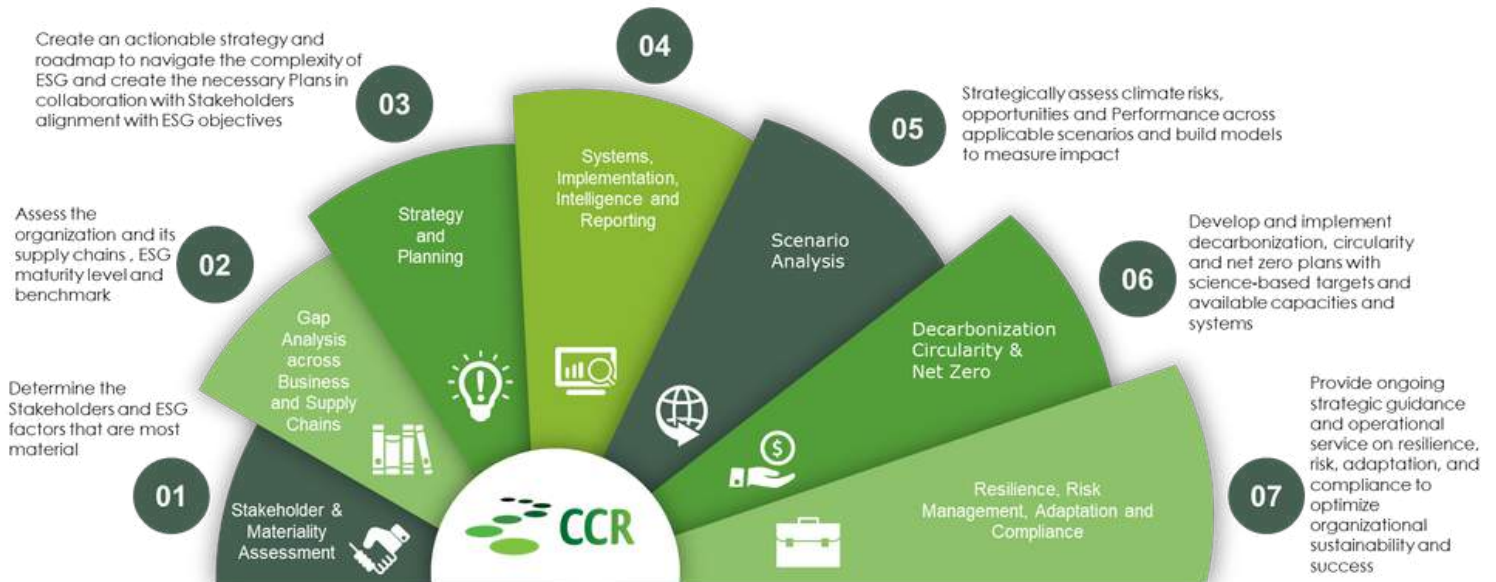 04
Create an actionable strategy and
roadmap to navigate the complexity of
ESG and create the necessary Plans in
collaboration with Stakeholders
alignment with ESG objectives
03
05
Strategically assess climate risks,
opportunities and Performance across
applicable scenarios and build models
to measure impact
Systems,
Implementation,
Intelligence and
Reporting
Strategy
and
Planning
Scenario
Analysis
Assess the
organization and its
supply chains , ESG
maturity level and
benchmark
02
06
Develop and implement
decarbonization, circularity
and net zero plans with
science-based targets and
available capacities and
systems
Gap
Analysis
across
Business
and Supply
Chains
Decarbonization
Circularity &
Net Zero
Determine the
Stakeholders and ESG
factors that are most
material
01
Stakeholder &
Materiality
Assessment
CCR
Resilience, Risk
Management, Adaptation and
Compliance
07
Provide ongoing
strategic guidance
and operational
service on resilience,
risk, adaptation, and
compliance to
optimize
organizational
sustainability and
success